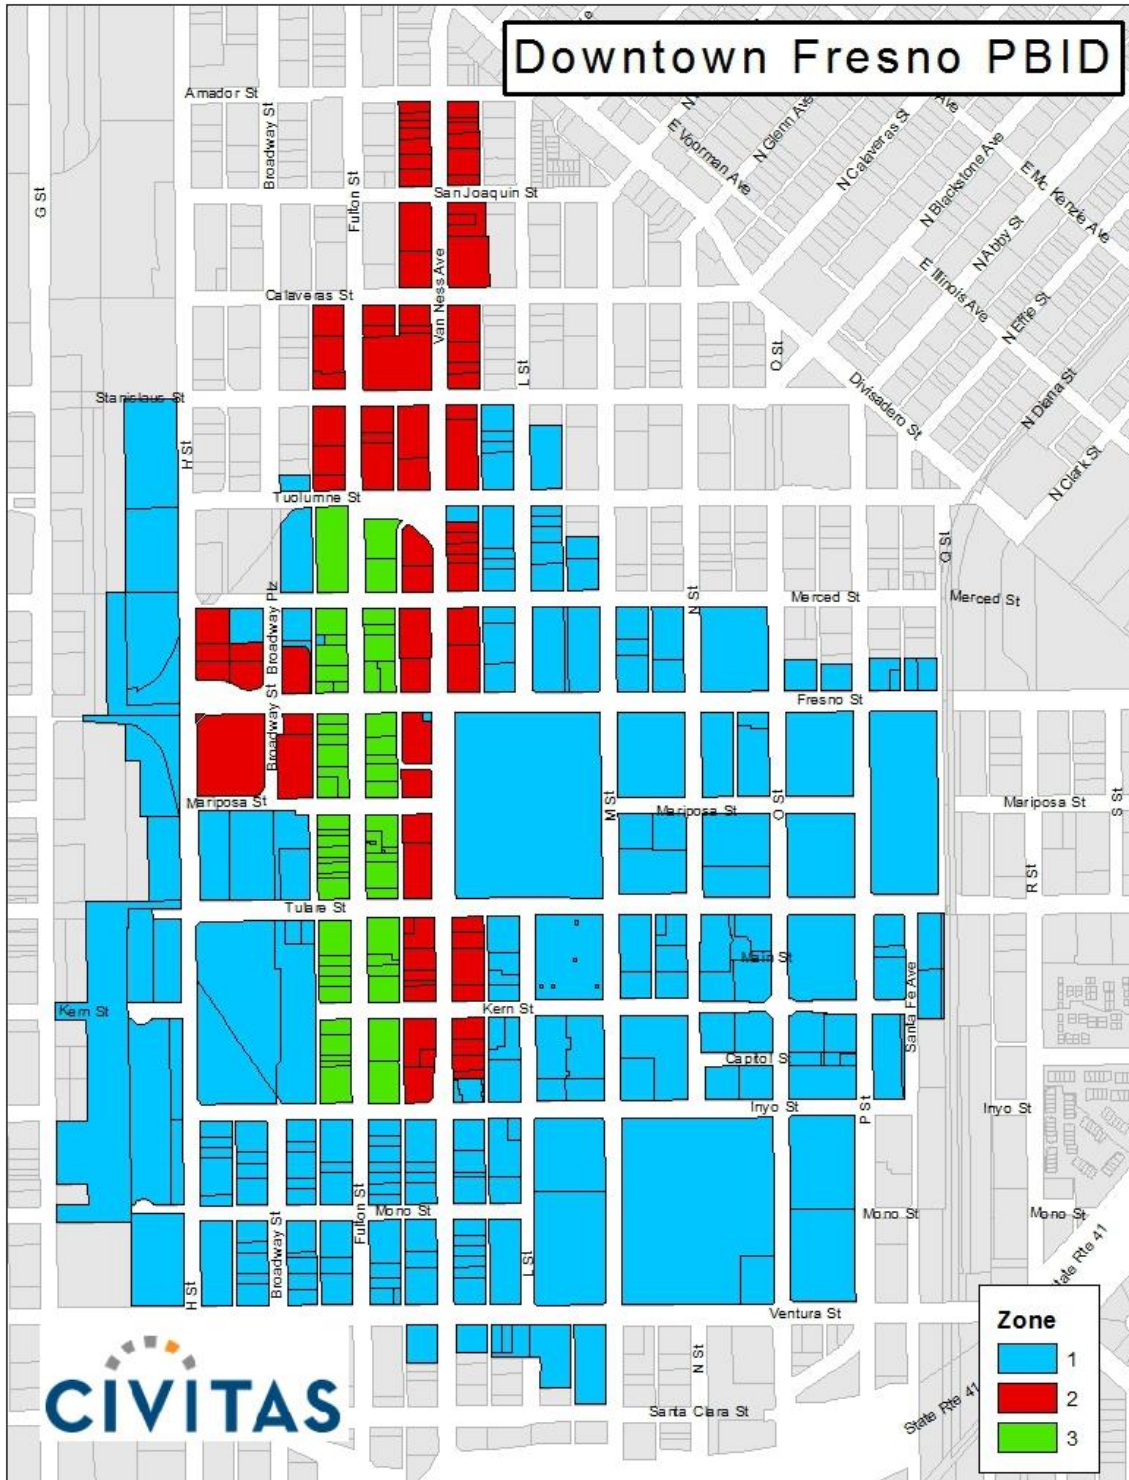 Downtown Fresno PBID
Amador St
Broadway St
Fulton St
G St
San Joaquin St
Van Ness Ave
Calaveras St
E Voorman Ave
N Glenn Ave
N Calaveras St
N Blackstone Ave
E Mc Kenzie Ave
N Abby St
E Illinois Ave
N Effie St
N Diana St
N Clark St
Divisadero St
O St
L St
Stanislaus St
H St
Tuolumne St
Q St
Merced St
Merced St
N St
Broadway Plz
Fresno St
Broadway St
Mariposa St
M St
Mariposa St
O St
Mariposa St
S St
R St
Tulare St
Main St
Santa Fe Ave
Kern St
Kern St
Capitol St
Inyo St
Inyo St
P St
Mono St
Fulton St
Mono St
Mono St
State Rte 41
Broadway St
H St
L St
Ventura St
N St
Santa Clara St
State Rte 41
Zone
1
2
3
CIVITAS